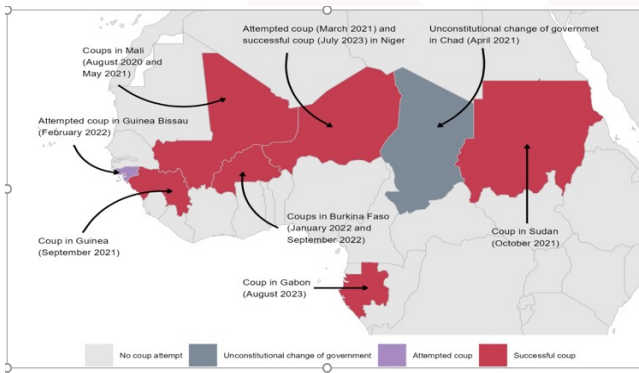 Attempted coup (March 2021) and
successful coup (July 2023) in Niger
Unconstitutional change of governmet
in Chad (April 2021)
Coups in Mali
(August 2020 and
May 2021)
Attempted coup in Guinea Bissau
(February 2022)
Coup in Guinea
(September 2021)
Coups in Burkina Faso
(January 2022 and
September 2022)
Coup in Sudan
(October 2021)
Coup in Gabon
(August 2023)
No coup attempt
Unconstitutional change of government
Attempted coup
Successful coup